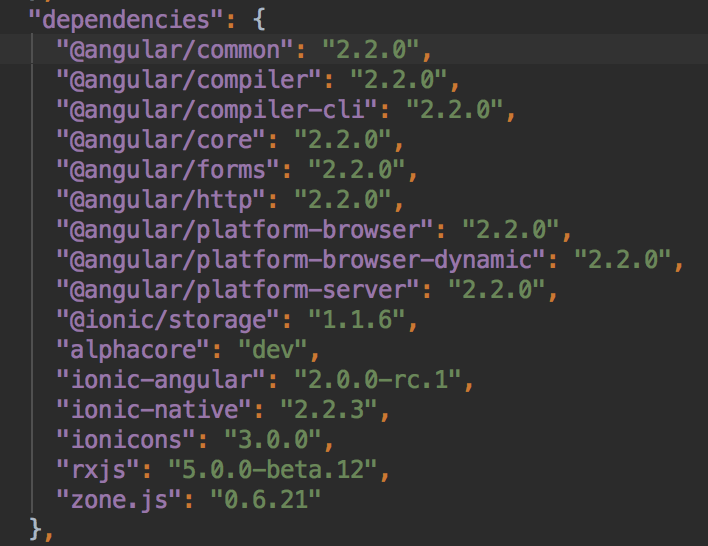 },
"dependencies": {
"@angular/common": "2.2.0",
"@angular/compiler": "2.2.0",
"@angular/compiler-cli": "2.2.0",
"@angular/core": "2.2.0",
"@angular/forms": "2.2.0",
"@angular/http": "2.2.0",
"@angular/platform-browser": "2.2.0",
"@angular/platform-browser-dynamic": "2.2.0",
"@angular/platform-server": "2.2.0",
"@ionic/storage": "1.1.6",
"alphacore": "dev",
"ionic-angular": "2.0.0-rc.1",
"ionic-native": "2.2.3",
"ionicons": "3.0.0",
"rxjs": "5.0.0-beta.12",
"zone.js": "0.6.21"
},